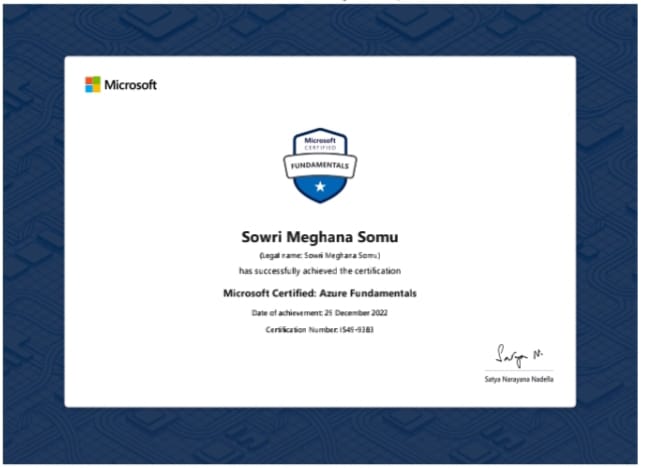 Microsoft
Microsoft
CERTIFIED
FUNDAMENTALS
Sowri Meghana Somu
(Legal name: Sowri Meghana Somu)
has successfully achieved the certification
Microsoft Certified: Azure Fundamentals
Date of achievement: 25 December 2022
Certification Number: I549-9383
Satya N.
Satya Narayana Nadella